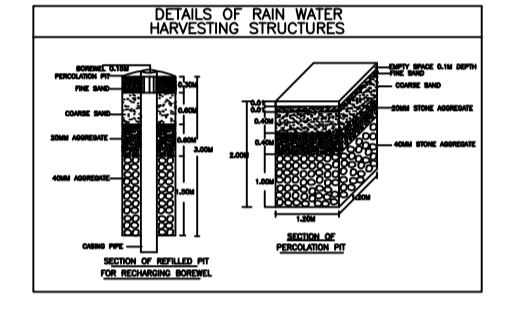 DETAILS OF RAIN WATER
HARVESTING STRUCTURES
BOREWEL 0.15M
PERCOLATION PIT
FINE SAND
COARSE SAND
20MM AGGREGATE
40MM AGGREGATE
CASING PIPE
0.30M
0.60M
0.60M
3.00M
1.50M
SECTION OF REFILLED PIT
FOR RECHARGING BOREWEL
EMPTY SPACE 0.1M DEPTH
FINE SAND
COARSE SAND
20MM STONE AGGREGATE
40MM STONE AGGREGATE
0.40M
0.40M
2.00M
1.20M
1.20M
SECTION OF
PERCOLATION PIT